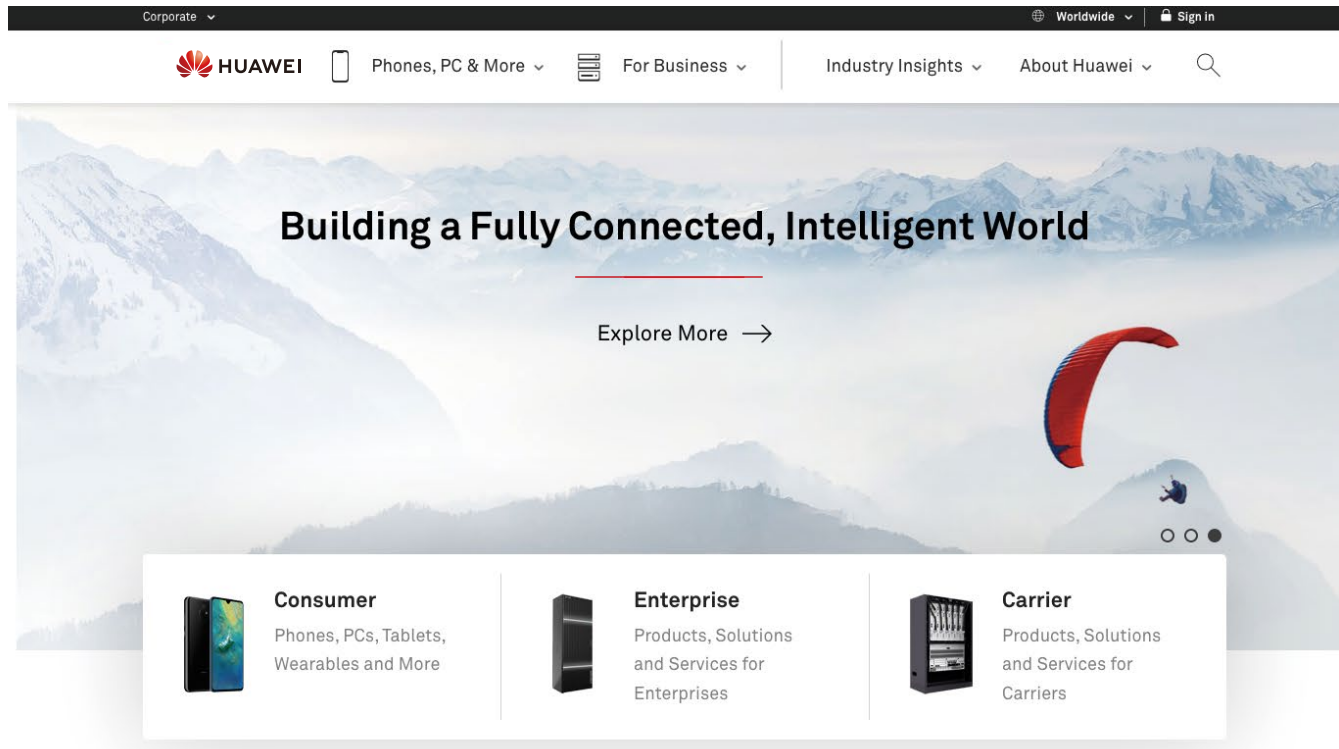 Corporate
Worldwide
Sign in
HUAWEI
Phones, PC & More
For Business
Industry Insights
About Huawei
Building a Fully Connected, Intelligent World
Explore More
Consumer
Phones, PCs, Tablets,
Wearables and More
Enterprise
Products, Solutions
and Services for
Enterprises
Carrier
Products, Solutions
and Services for
Carriers